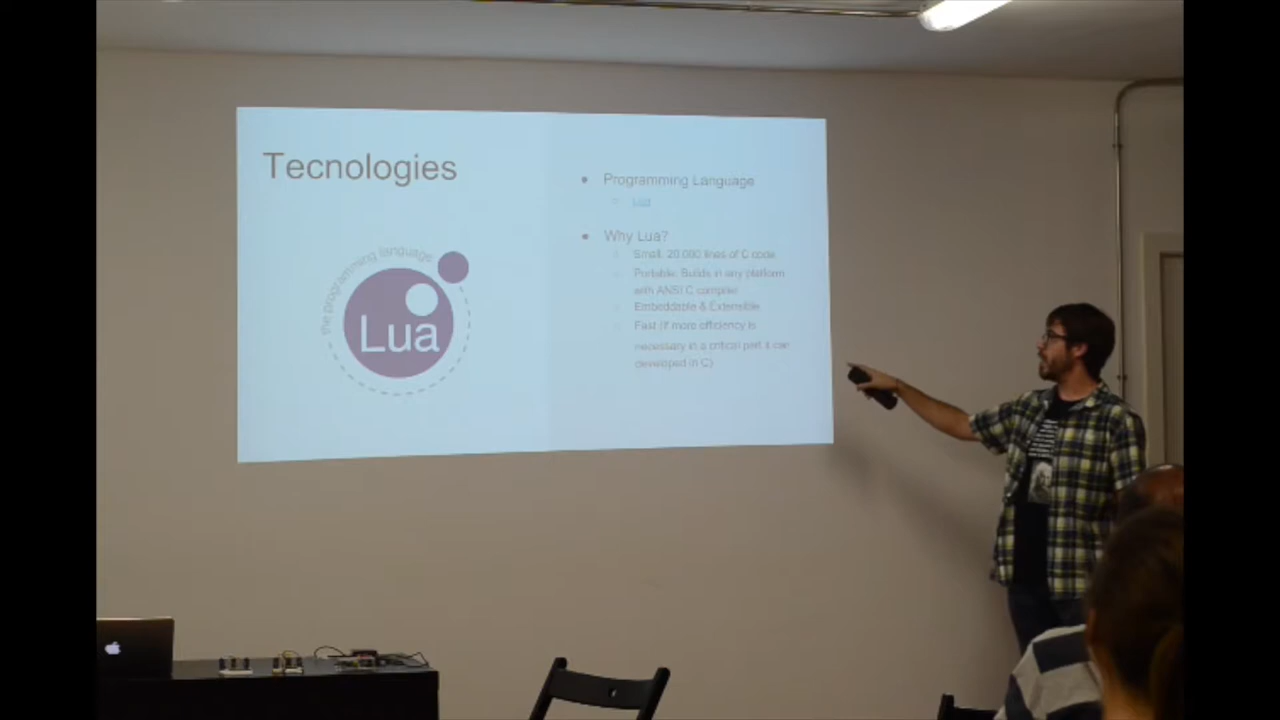 Tecnologies
the programming language
Lua
Programming Language
Lua
Why Lua?
Small. 20.000 lines of C code
Portable. Builds in any platform
with ANSI C compiler
Embeddable & Extensible
Fast (if more efficiency is
necessary in a critical part it can
developed in C)